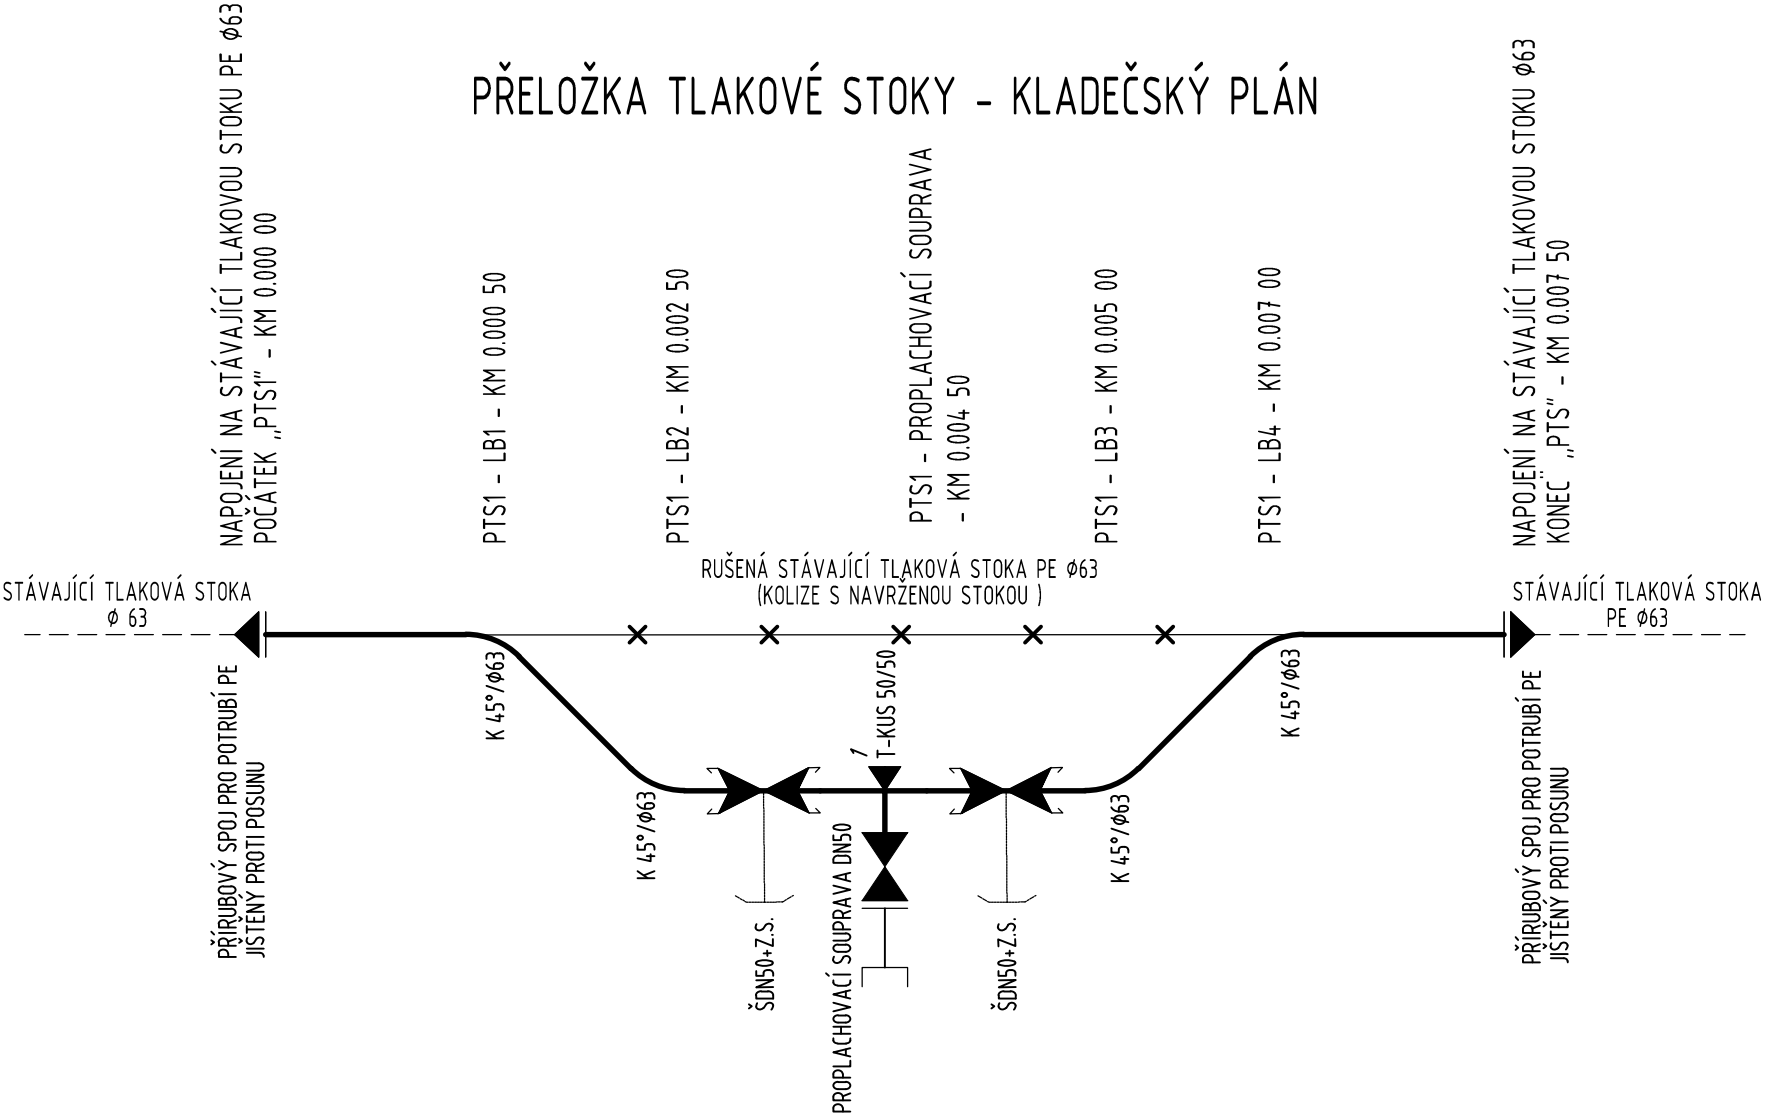 PŘELOŽKA TLAKOVÉ STOKY - KLADEČSKÝ PLÁN
NAPOJENÍ NA STÁVAJÍCÍ TLAKOVOU STOKU PE ϕ63
POČÁTEK „PTS1" - KM 0.000 00
PTS1 - LB1 - KM 0.000 50
PTS1 - LB2 - KM 0.002 50
PTS1 - PROPLACHOVACÍ SOUPRAVA
- KM 0.004 50
PTS1 - LB3 - KM 0.005 00
PTS1 - LB4 - KM 0.007 00
NAPOJENÍ NA STÁVAJÍCÍ TLAKOVOU STOKU ϕ63
KONEC „PTS" - KM 0.007 50
STÁVAJÍCÍ TLAKOVÁ STOKA
ϕ 63
RUŠENÁ STÁVAJÍCÍ TLAKOVÁ STOKA PE ϕ63
(KOLIZE S NAVRŽENOU STOKOU )
STÁVAJÍCÍ TLAKOVÁ STOKA
PE ϕ63
PŘÍRUBOVÝ SPOJ PRO POTRUBÍ PE
JIŠTENÝ PROTI POSUNU
K 45°/ϕ63
K 45°/ϕ63
ŠDN50+Z.S.
1
T-KUS 50/50
PROPLACHOVACÍ SOUPRAVA DN50
ŠDN50+Z.S.
K 45°/ϕ63
K 45°/ϕ63
PŘÍRUBOVÝ SPOJ PRO POTRUBÍ PE
JIŠTENÝ PROTI POSUNU